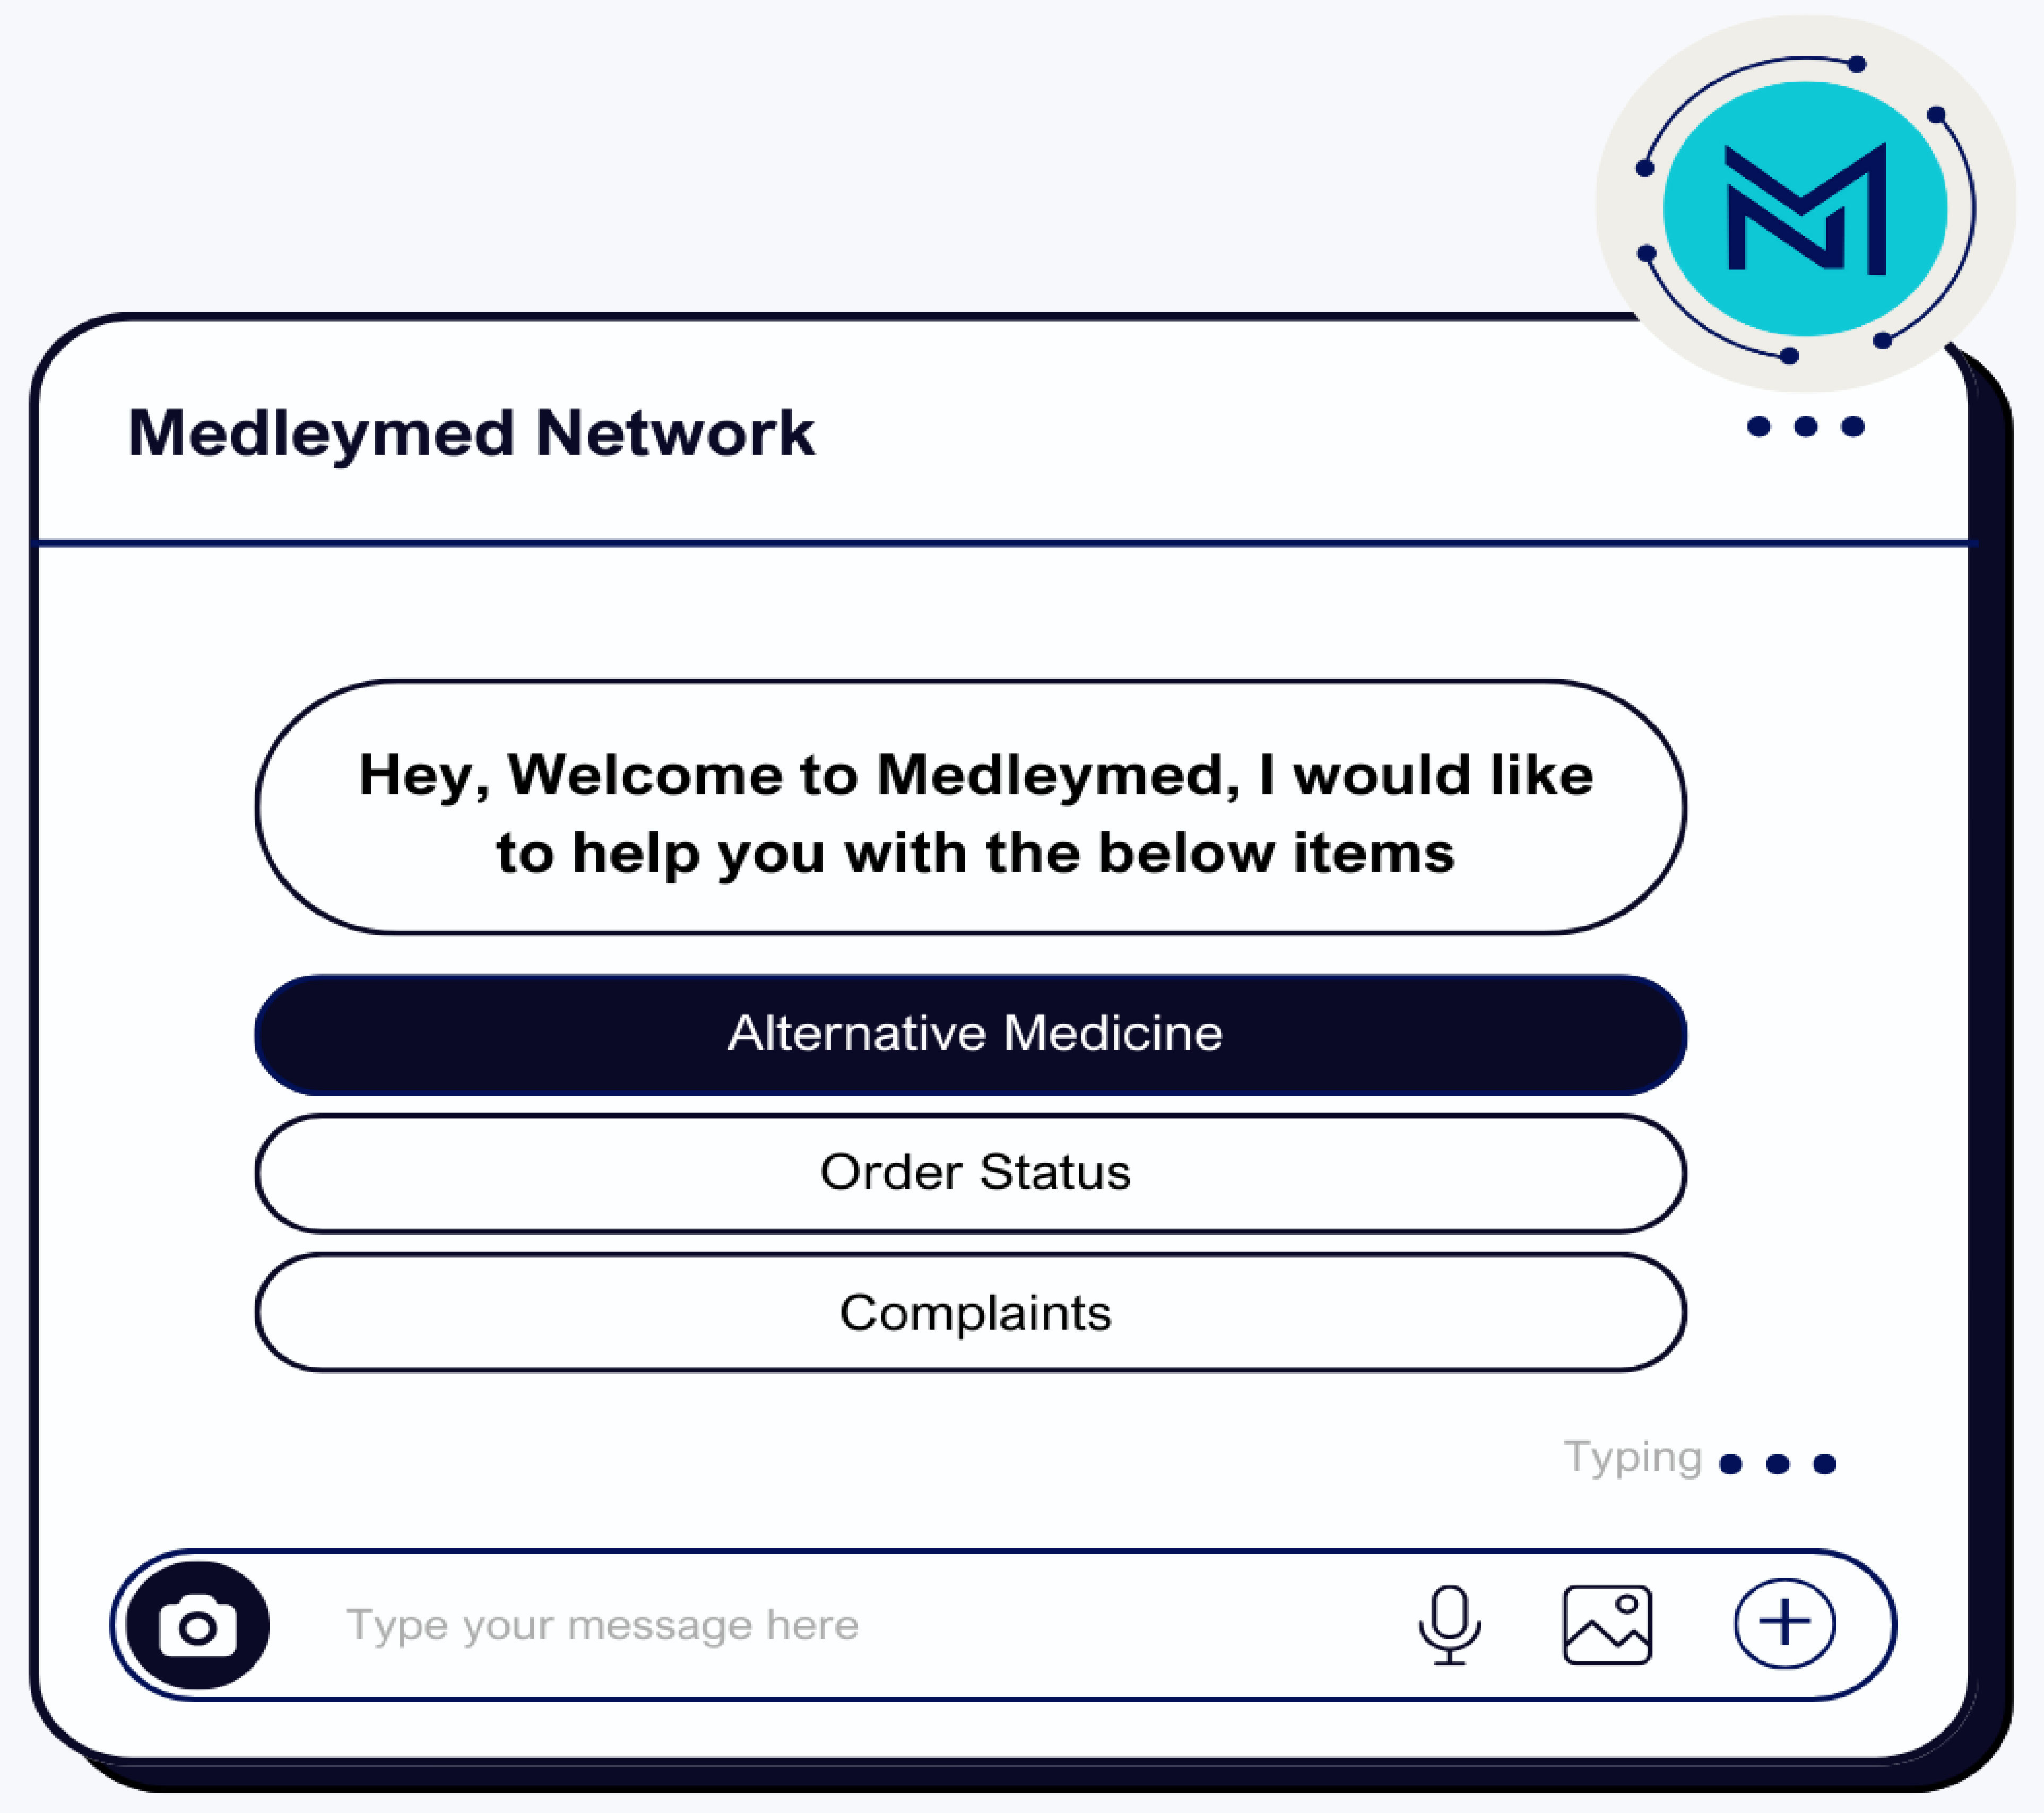 Medleymed Network
Hey, Welcome to Medleymed, I would like
to help you with the below items
Alternative Medicine
Order Status
Complaints
Typing
Type your message here